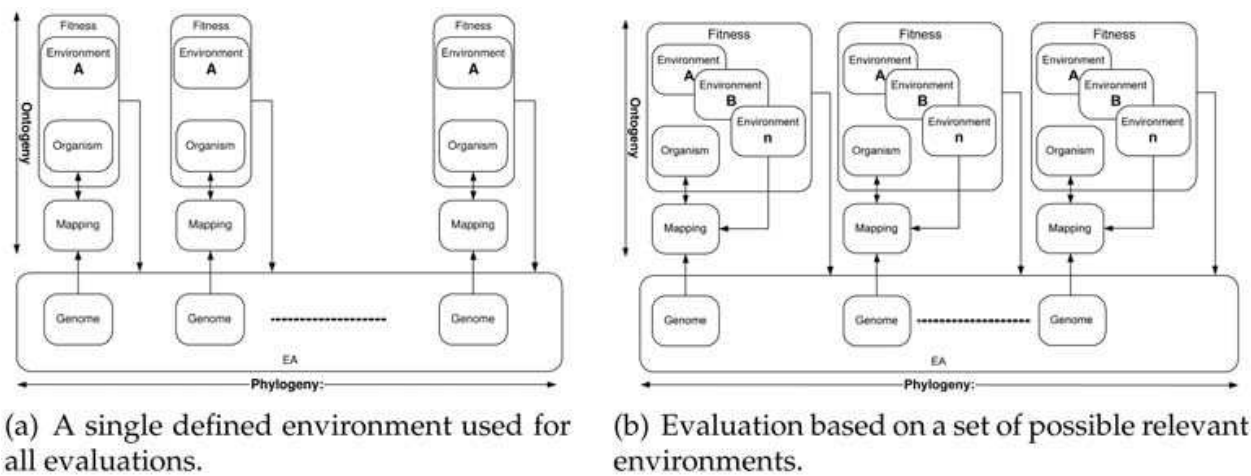 Ontogeny
Fitness
Environment
A
Organism
Mapping
Genome
Fitness
Environment
A
Organism
Mapping
Genome
Fitness
Environment
A
Organism
Mapping
Genome
EA
Phylogeny:
(a) A single defined environment used for
all evaluations.
Ontogeny
Fitness
Environment
A
Environment
B
Environment
n
Organism
Mapping
Genome
Fitness
Environment
A
Environment
B
Environment
n
Organism
Mapping
Genome
Fitness
Environment
A
Environment
B
Environment
n
Organism
Mapping
Genome
EA
Phylogeny:
(b) Evaluation based on a set of possible relevant
environments.